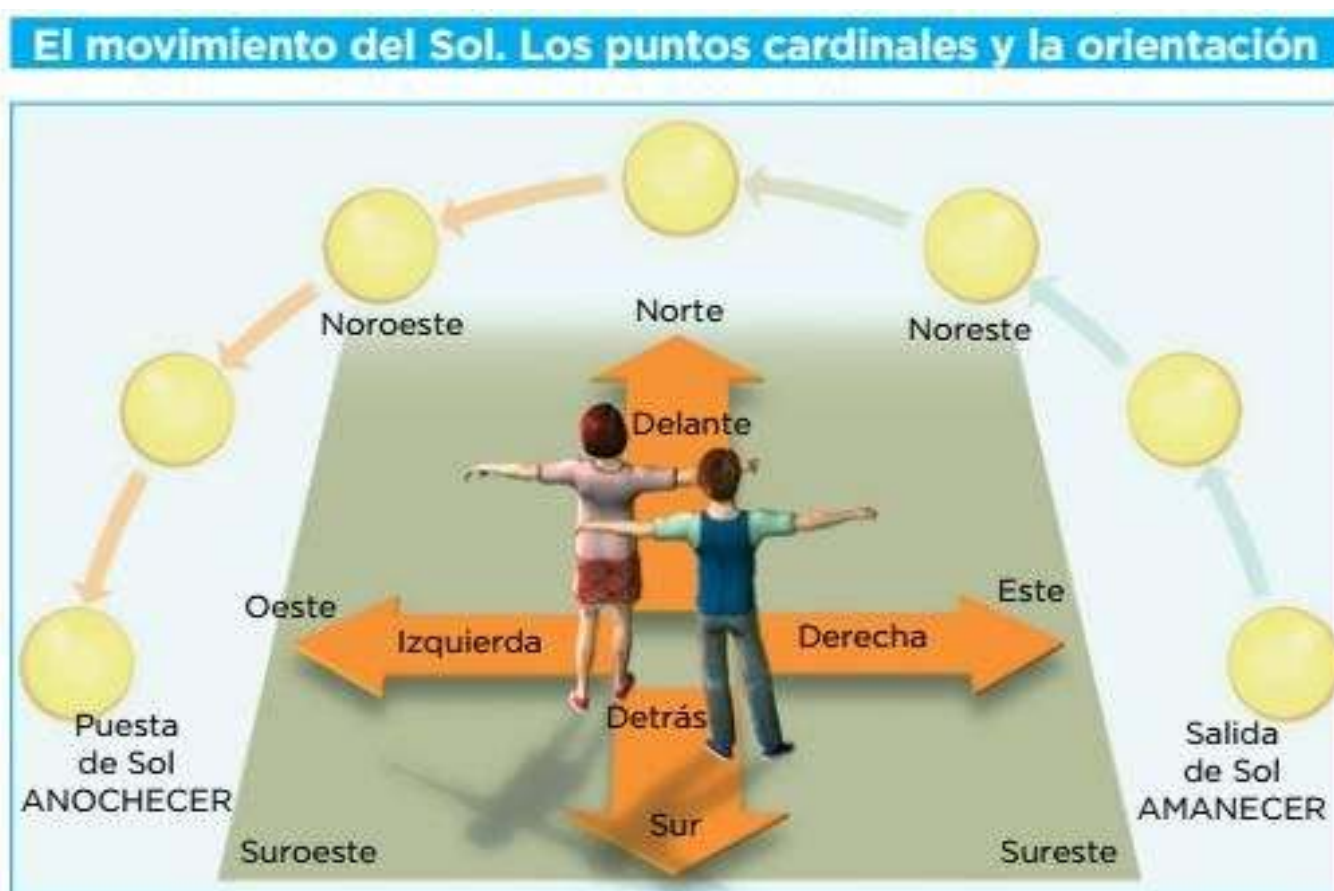 El movimiento del Sol. Los puntos cardinales y la orientación
Noroeste
Norte
Noreste
Delante
Oeste
Este
Izquierda
Derecha
Detrás
Puesta
de Sol
ANOCHECER
Salida
de Sol
AMANECER
Sur
Suroeste
Sureste